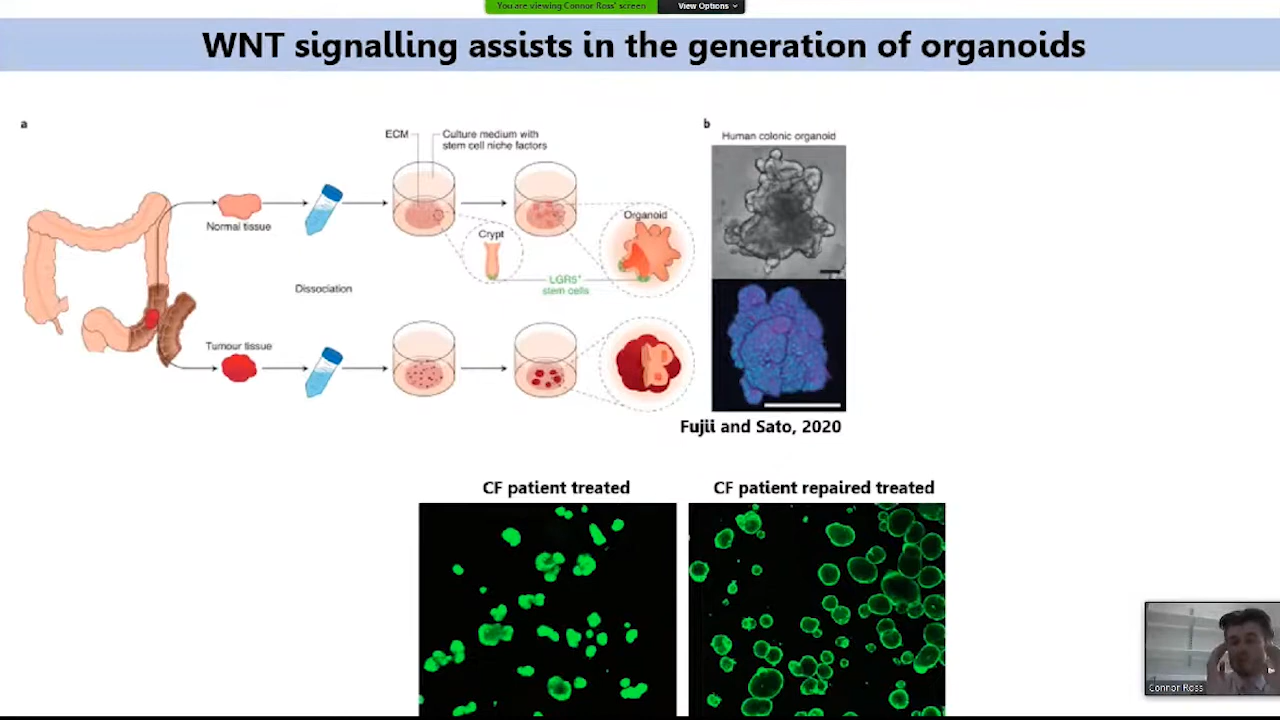 You are viewing Connor Ross' screen
View Options
WNT signalling assists in the generation of organoids
a
ECM
Culture medium with
stem cell niche factors
Normal tissue
Crypt
Organoid
LGR5⁺
stem cells
Dissociation
Tumour tissue
b
Human colonic organoid
Fujii and Sato, 2020
CF patient treated
CF patient repaired treated
Connor Ross